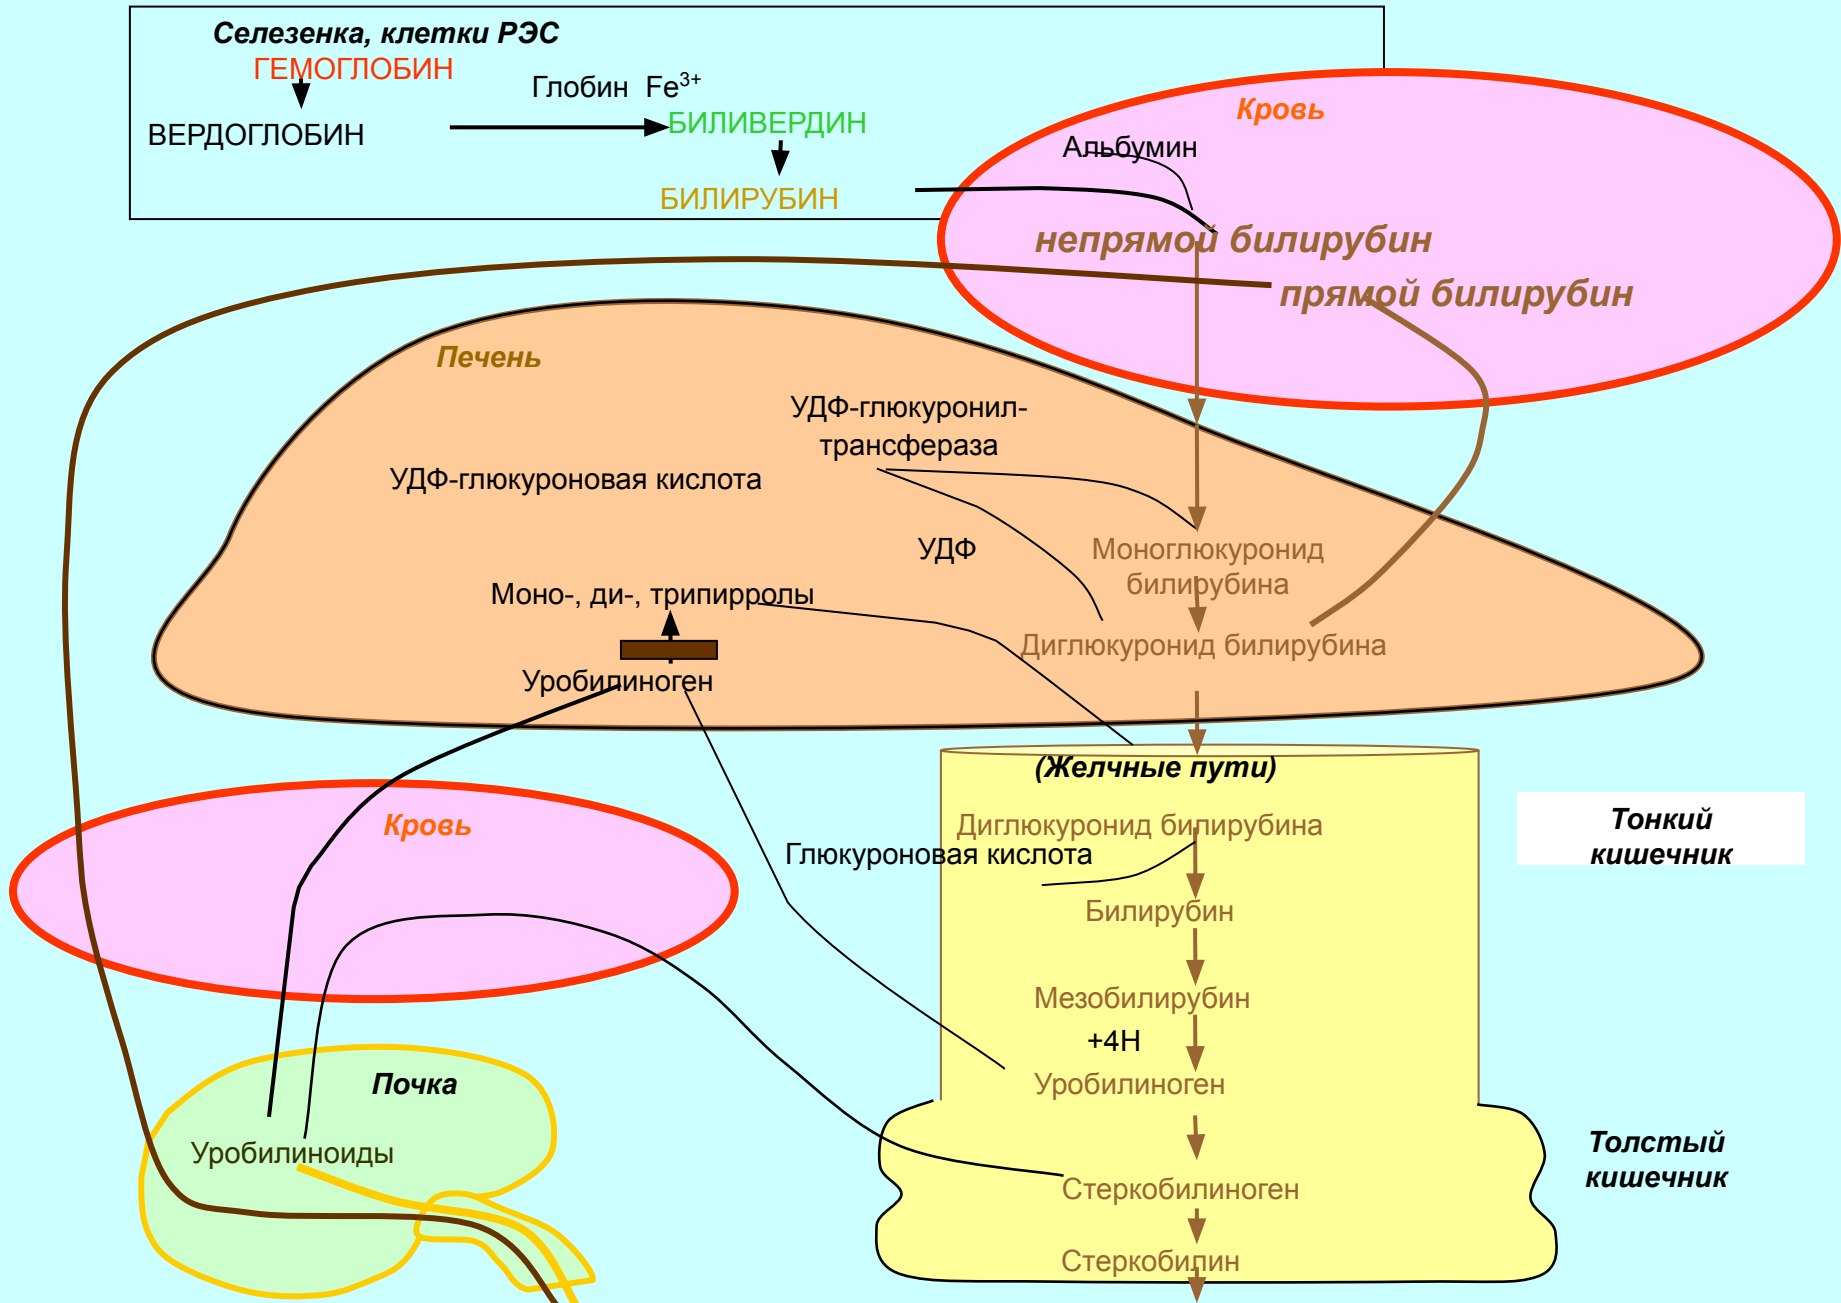 Селезенка, клетки РЭС
ГЕМОГЛОБИН
Глобин Fe³⁺
ВЕРДОГЛОБИН
БИЛИВЕРДИН
БИЛИРУБИН
Кровь
Альбумин
непрямой билирубин
прямой билирубин
Печень
УДФ-глюкуронил-
трансфераза
УДФ-глюкуроновая кислота
УДФ
Моноглюкуронид
билирубина
Моно-, ди-, трипирролы
Диглюкуронид билирубина
Уробилиноген
(Желчные пути)
Кровь
Диглюкуронид билирубина
Глюкуроновая кислота
Тонкий
кишечник
Билирубин
Мезобилирубин
+4Н
Уробилиноген
Почка
Уробилиноиды
Толстый
кишечник
Стеркобилиноген
Стеркобилин